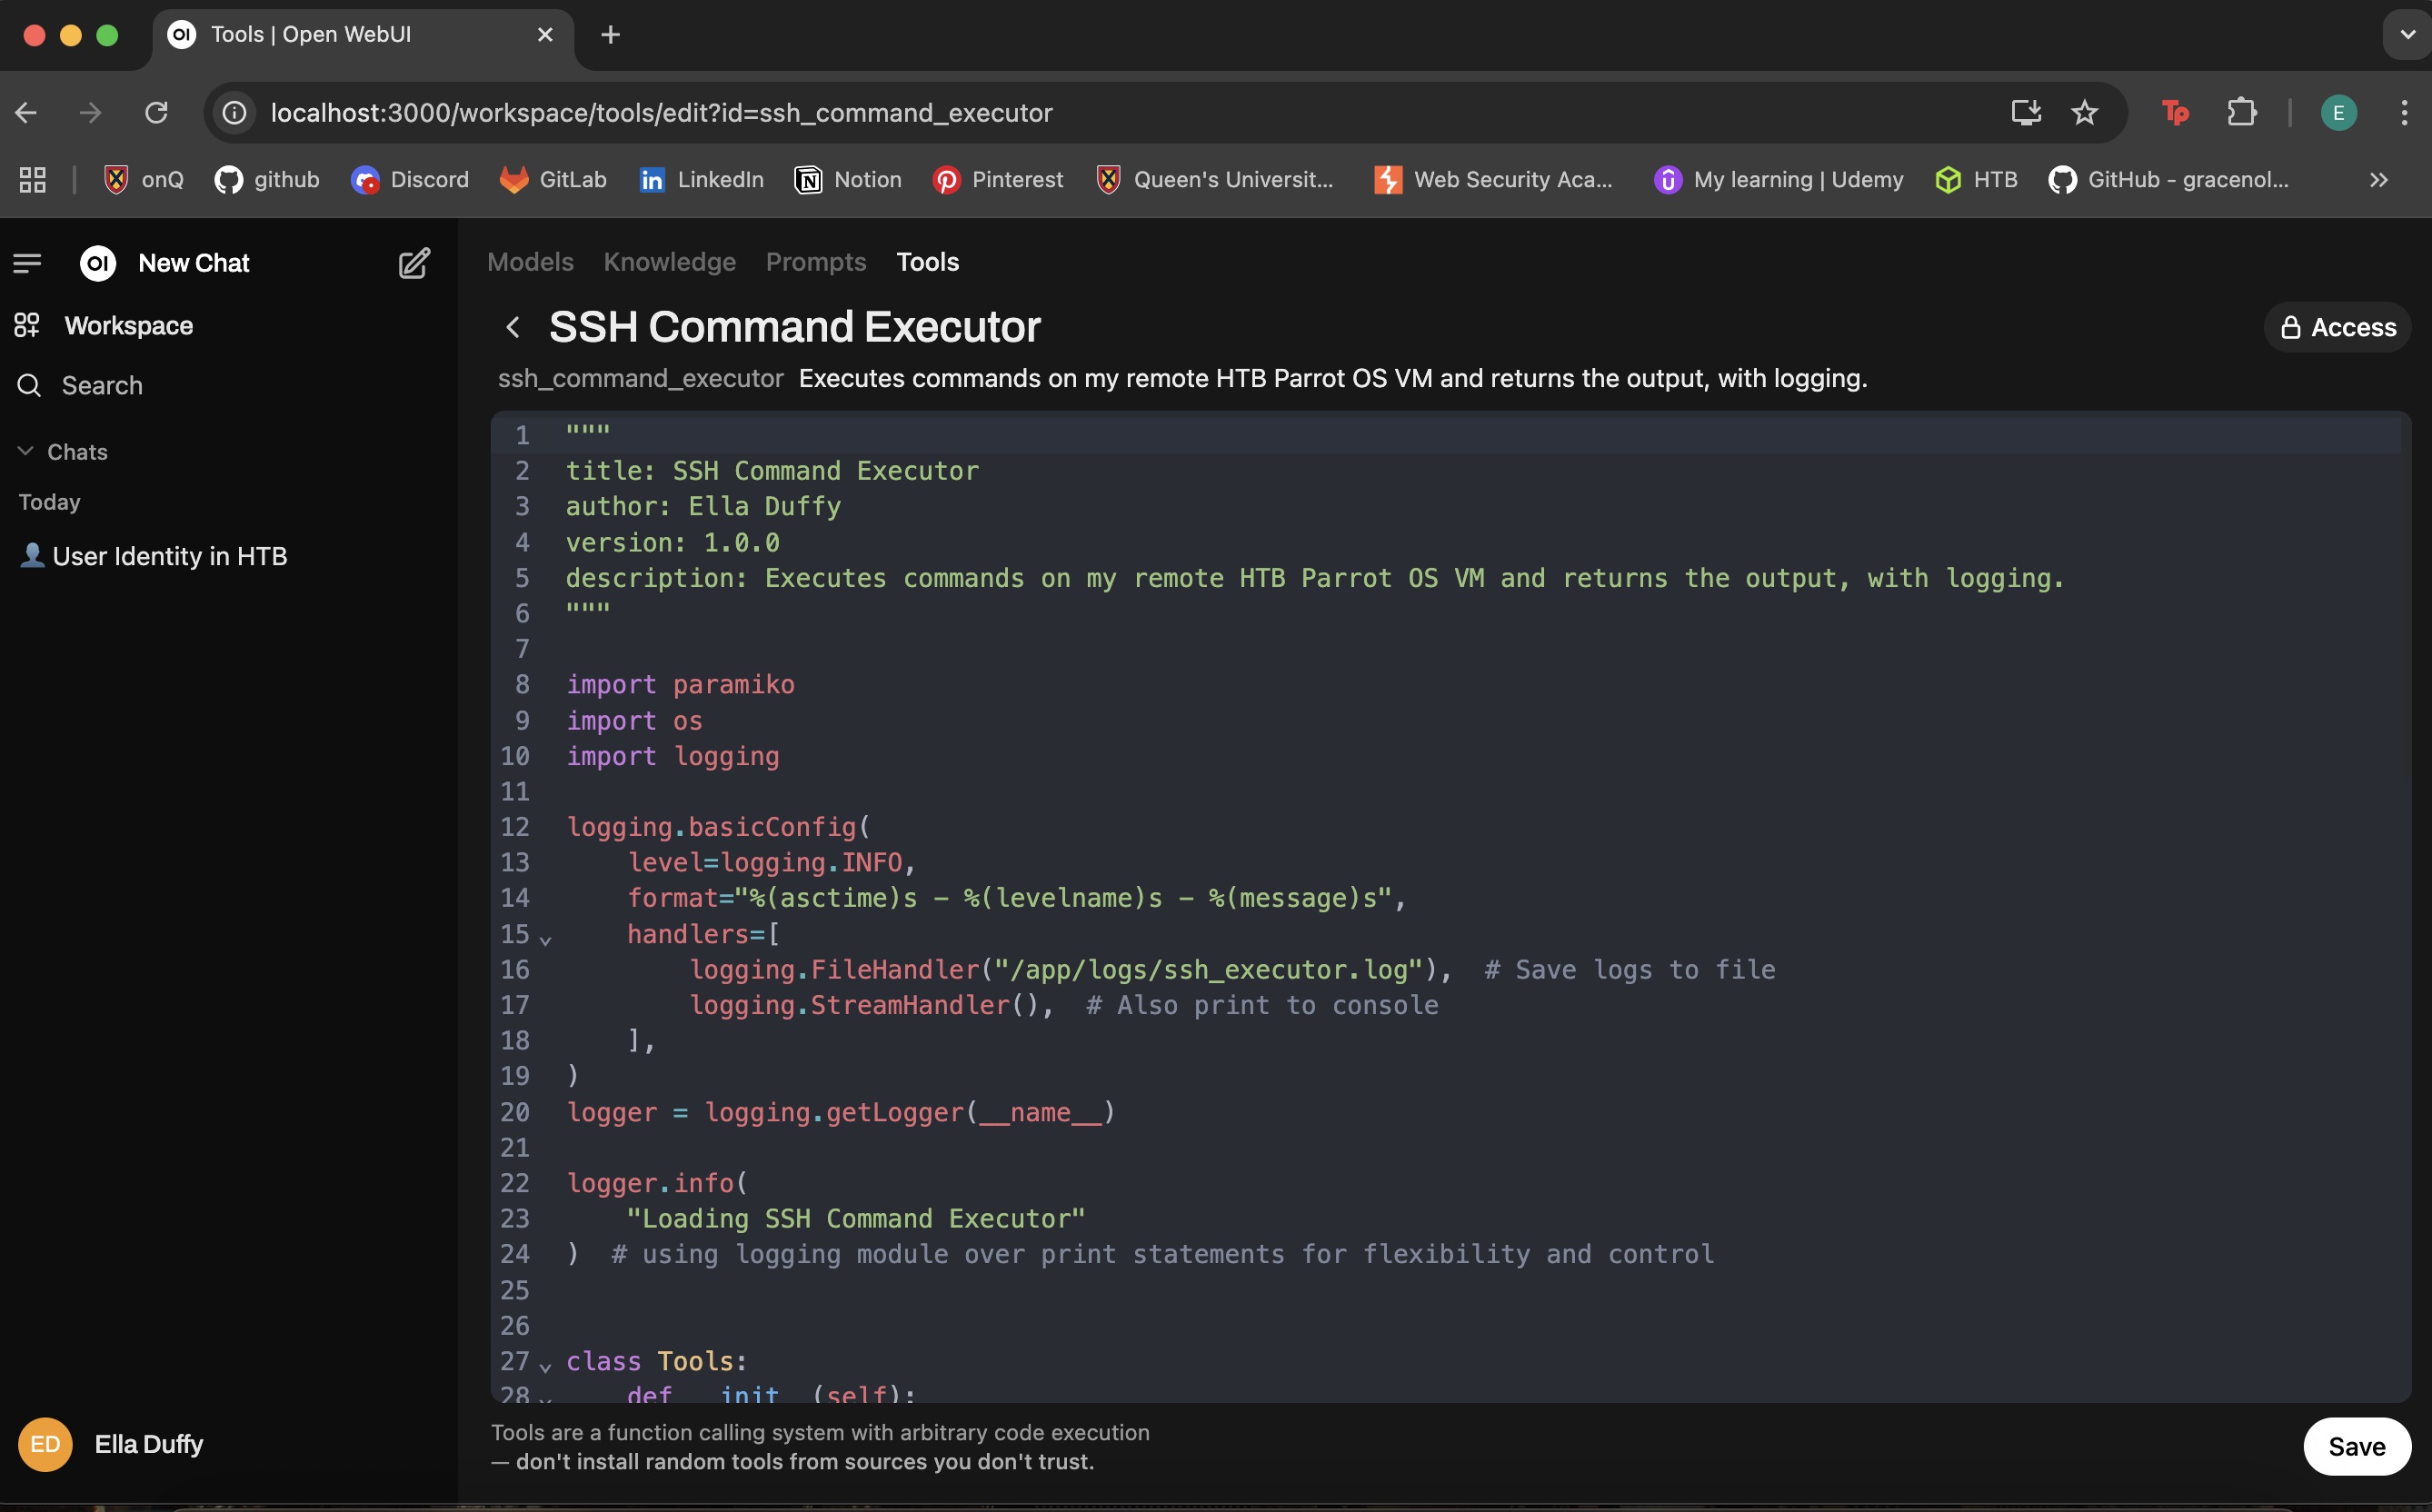 Tools | Open WebUI
localhost:3000/workspace/tools/edit?id=ssh_command_executor
Tp
E
onQ
github
Discord
GitLab
in LinkedIn
Notion
Pinterest
Queen's Universit...
Web Security Aca...
My learning | Udemy
HTB
GitHub - gracenol...
OI New Chat
Workspace
Search
Chats
Today
User Identity in HTB
Models Knowledge Prompts Tools
SSH Command Executor
Access
ssh_command_executor Executes commands on my remote HTB Parrot OS VM and returns the output, with logging.
1 """
2 title: SSH Command Executor
3 author: Ella Duffy
4 version: 1.0.0
5 description: Executes commands on my remote HTB Parrot OS VM and returns the output, with logging.
6 """
7
8 import paramiko
9 import os
10 import logging
11
12 logging.basicConfig(
13     level=logging.INFO,
14     format="%(asctime)s - %(levelname)s - %(message)s",
15     handlers=[
16         logging.FileHandler("/app/logs/ssh_executor.log"),  # Save logs to file
17         logging.StreamHandler(),  # Also print to console
18     ],
19 )
20 logger = logging.getLogger(__name__)
21
22 logger.info(
23     "Loading SSH Command Executor"
24 )  # using logging module over print statements for flexibility and control
25
26
27 class Tools:
28     def __init__(self):
ED Ella Duffy
Tools are a function calling system with arbitrary code execution
— don't install random tools from sources you don't trust.
Save